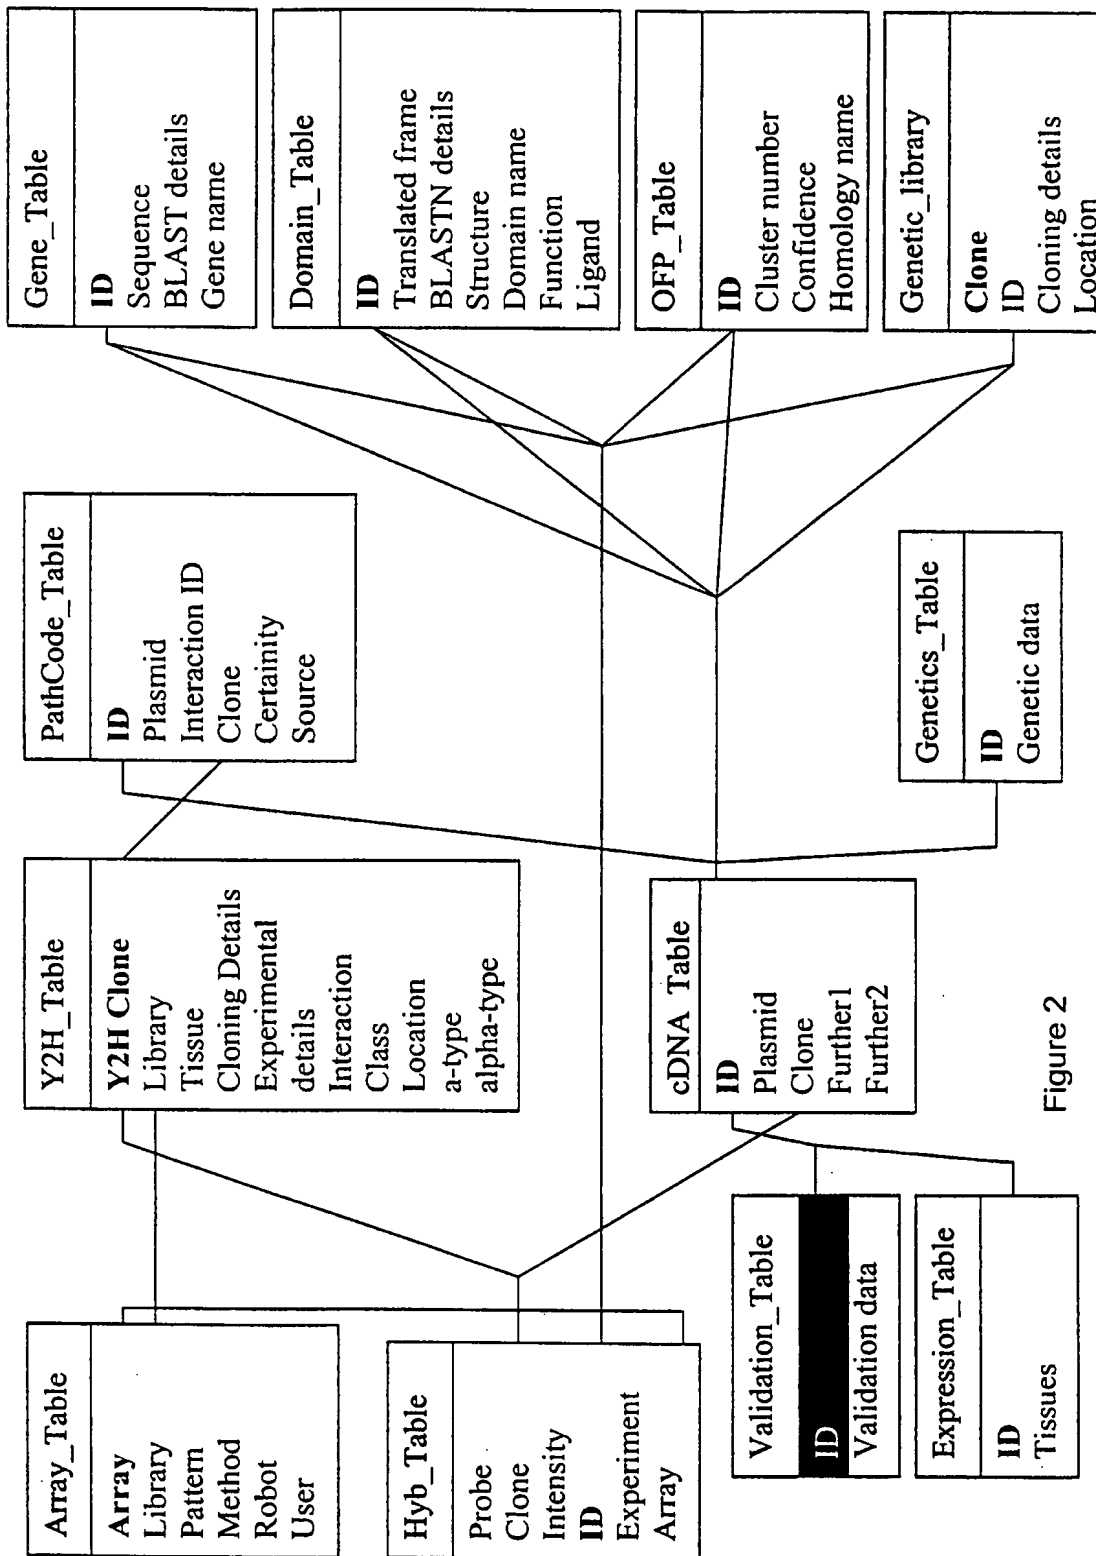 Array_Table
Array
Library
Pattern
Method
Robot
User
Y2H_Table
Y2H Clone
Library
Tissue
Cloning Details
Experimental
details
Interaction
Class
Location
a-type
alpha-type
PathCode_Table
ID
Plasmid
Interaction ID
Clone
Certainity
Source
Gene_Table
ID
Sequence
BLAST details
Gene name
Hyb_Table
Probe
Clone
Intensity
ID
Experiment
Array
Domain_Table
ID
Translated frame
BLASTN details
Structure
Domain name
Function
Ligand
Validation_Table
ID
Validation data
cDNA_Table
ID
Plasmid
Clone
Further1
Further2
OFP_Table
ID
Cluster number
Confidence
Homology name
Expression_Table
ID
Tissues
Genetics_Table
ID
Genetic data
Genetic_library
Clone
ID
Cloning details
Location
Figure 2